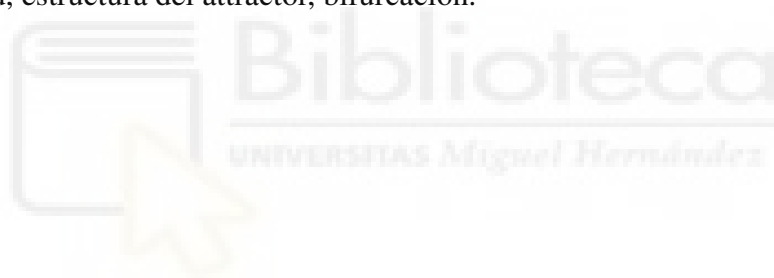 , estructura del attractor, bifurcación.
Biblioteca
UNIVERSITAS Miguel Hernández